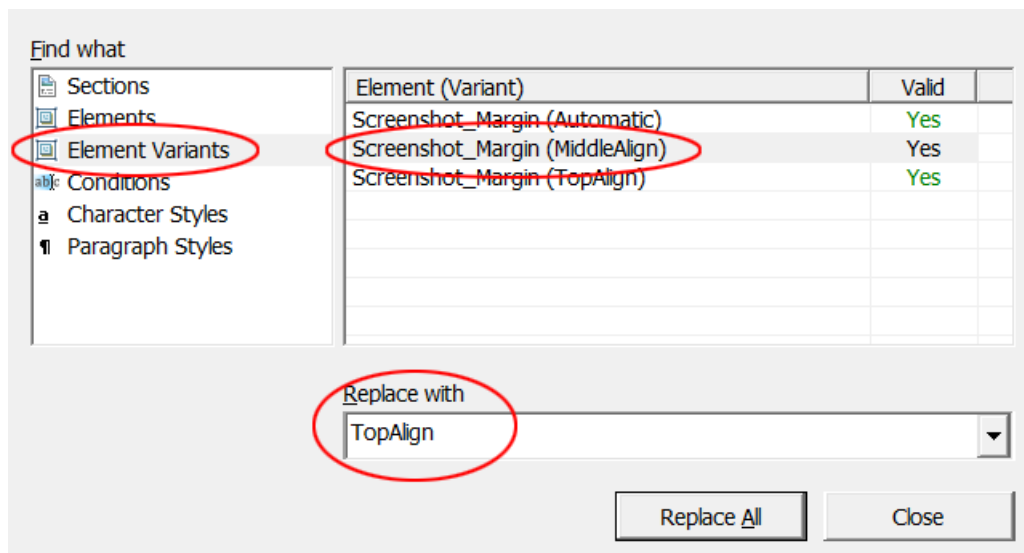 Find what
Sections
Elements
Element Variants
Conditions
Character Styles
Paragraph Styles
Element (Variant) Valid
Screenshot_Margin (Automatic) Yes
Screenshot_Margin (MiddleAlign) Yes
Screenshot_Margin (TopAlign) Yes
Replace with
TopAlign
Replace All Close